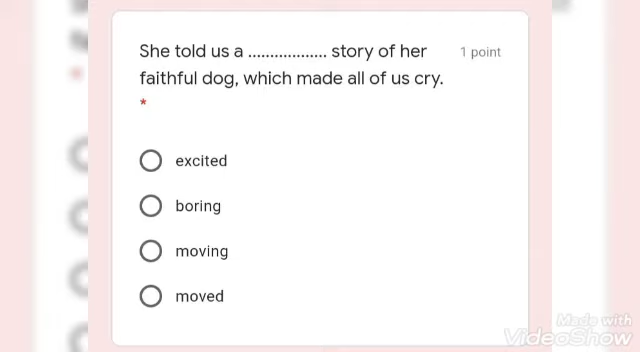 She told us a .................. story of her
1 point
faithful dog, which made all of us cry.
*
excited
boring
moving
moved
Made with
VideoShow